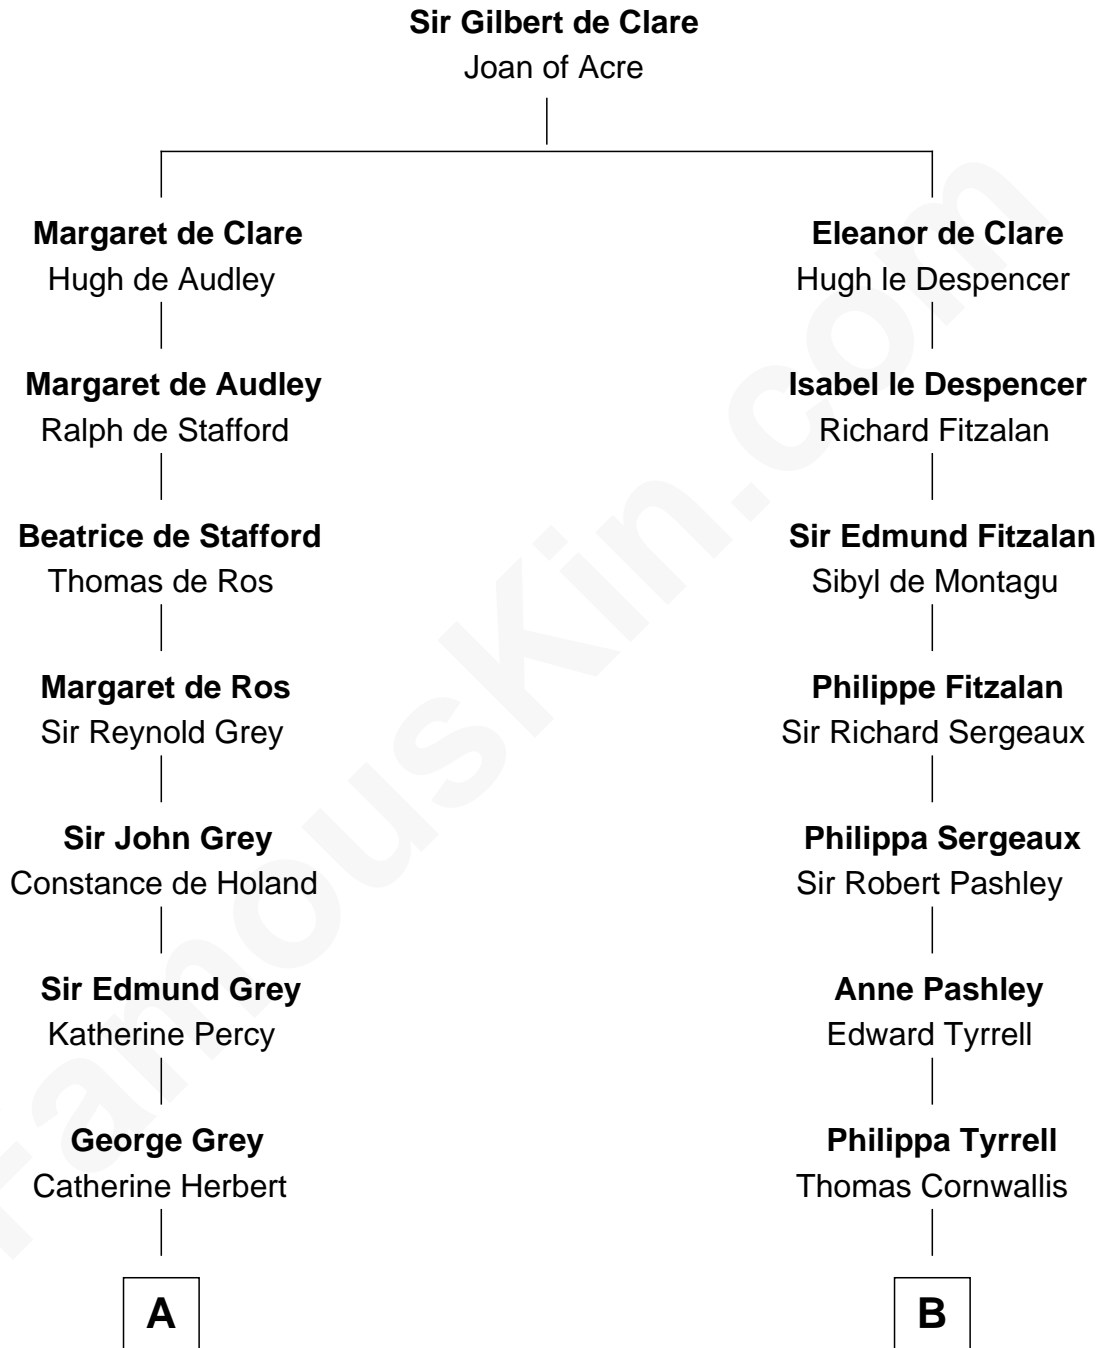 Sir Gilbert de Clare
Joan of Acre
Margaret de Clare
Hugh de Audley
Eleanor de Clare
Hugh le Despencer
Margaret de Audley
Ralph de Stafford
Isabel le Despencer
Richard Fitzalan
Beatrice de Stafford
Thomas de Ros
Sir Edmund Fitzalan
Sibyl de Montagu
Margaret de Ros
Sir Reynold Grey
Philippe Fitzalan
Sir Richard Sergeaux
Sir John Grey
Constance de Holand
Philippa Sergeaux
Sir Robert Pashley
Sir Edmund Grey
Katherine Percy
Anne Pashley
Edward Tyrrell
George Grey
Catherine Herbert
Philippa Tyrrell
Thomas Cornwallis
A
B
FamousKin.com